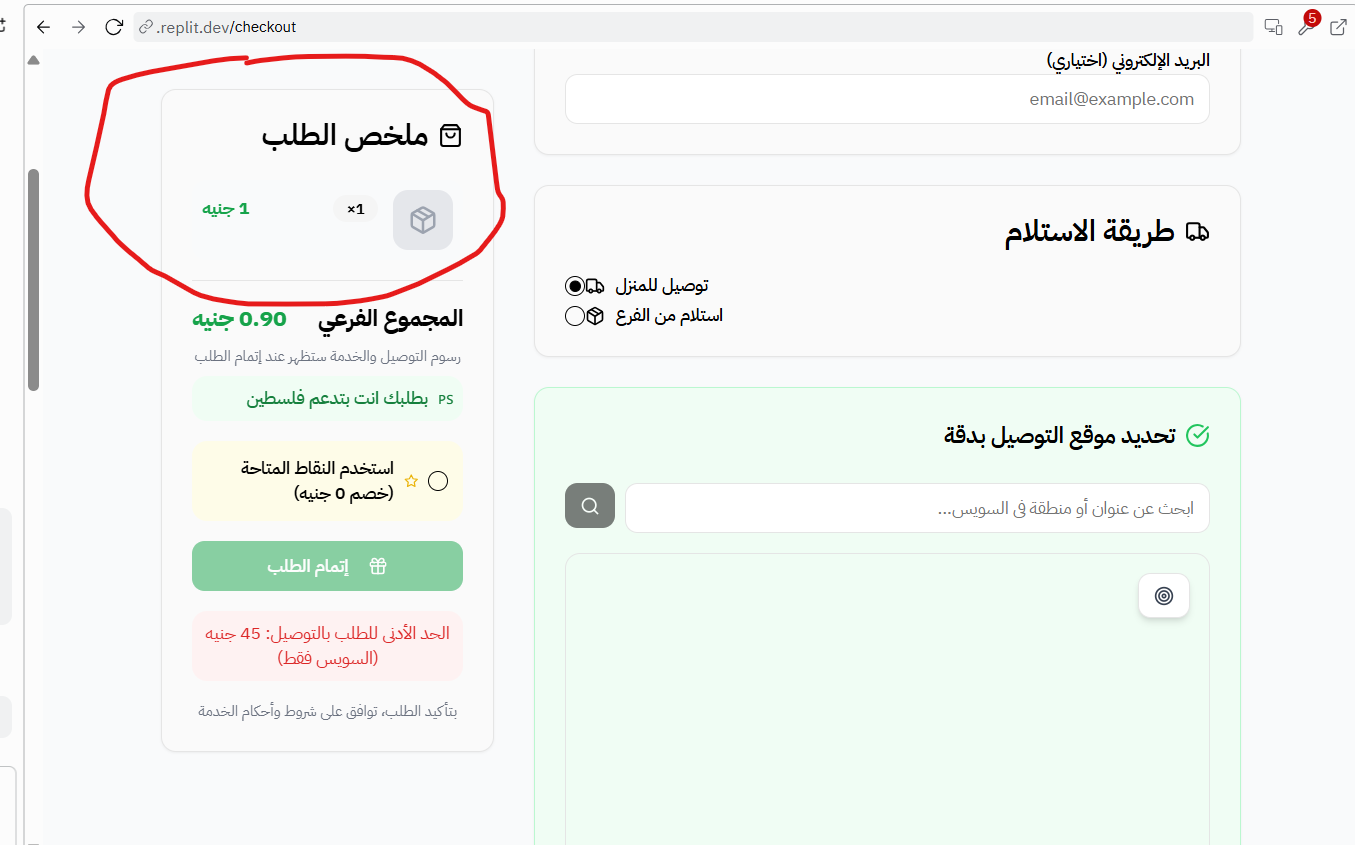 .replit.dev/checkout
5
البريد الإلكتروني (اختياري)
email@example.com
طريقة الاستلام
توصيل للمنزل
استلام من الفرع
تحديد موقع التوصيل بدقة
ابحث عن عنوان أو منطقة في السويس...
ملخص الطلب
×1
1 جنيه
المجموع الفرعي
0.90 جنيه
رسوم التوصيل والخدمة ستظهر عند إتمام الطلب
PS بطلبك انت بتدعم فلسطين
استخدم النقاط المتاحة
(خصم 0 جنيه)
إتمام الطلب
الحد الأدنى للطلب بالتوصيل: 45 جنيه
(السويس فقط)
بتأكيد الطلب، توافق على شروط وأحكام الخدمة